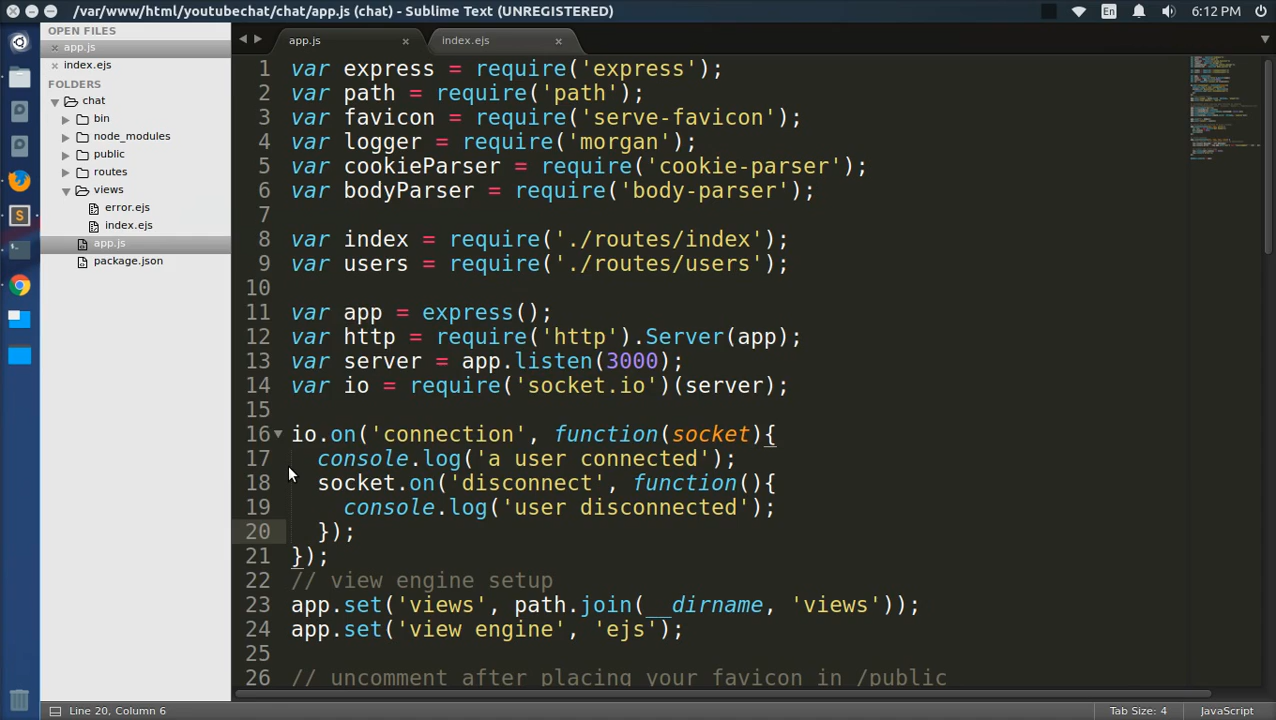 /var/www/html/youtubechat/chat/app.js (chat) - Sublime Text (UNREGISTERED)
En
6:12 PM
OPEN FILES
app.js
index.ejs
FOLDERS
chat
bin
node_modules
public
routes
views
error.ejs
index.ejs
app.js
package.json
app.js
index.ejs
1 var express = require('express');
2 var path = require('path');
3 var favicon = require('serve-favicon');
4 var logger = require('morgan');
5 var cookieParser = require('cookie-parser');
6 var bodyParser = require('body-parser');
7
8 var index = require('./routes/index');
9 var users = require('./routes/users');
10
11 var app = express();
12 var http = require('http').Server(app);
13 var server = app.listen(3000);
14 var io = require('socket.io')(server);
15
16 io.on('connection', function(socket){
17 console.log('a user connected');
18 socket.on('disconnect', function(){
19 console.log('user disconnected');
20 });
21 });
22 // view engine setup
23 app.set('views', path.join(__dirname, 'views'));
24 app.set('view engine', 'ejs');
25
26 // uncomment after placing your favicon in /public
Line 20, Column 6
Tab Size: 4
JavaScript